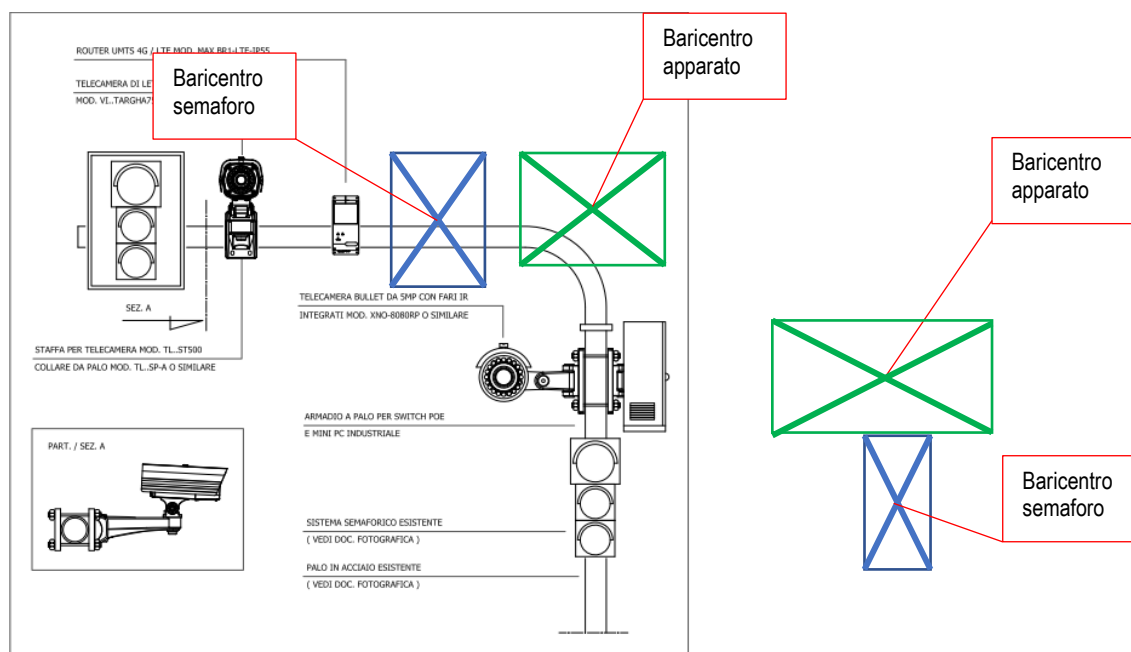 ROUTER UMTS 4G / LTE MOD. MAX BR1-LTE-IP55
TELECAMERA DI
MOD. VI..TARGHA
Baricentro
semaforo
Baricentro
apparato
Baricentro
apparato
SEZ. A
TELECAMERA BULLET DA 5MP CON FARI IR
INTEGRATI MOD. XNO-8080RP O SIMILARE
STAFFA PER TELECAMERA MOD. TL..ST500
COLLARE DA PALO MOD. TL..SP-A O SIMILARE
ARMADIO A PALO PER SWITCH POE
E MINI PC INDUSTRIALE
PART. / SEZ. A
Baricentro
semaforo
SISTEMA SEMAFORICO ESISTENTE
( VEDI DOC. FOTOGRAFICA )
PALO IN ACCIAIO ESISTENTE
( VEDI DOC. FOTOGRAFICA )